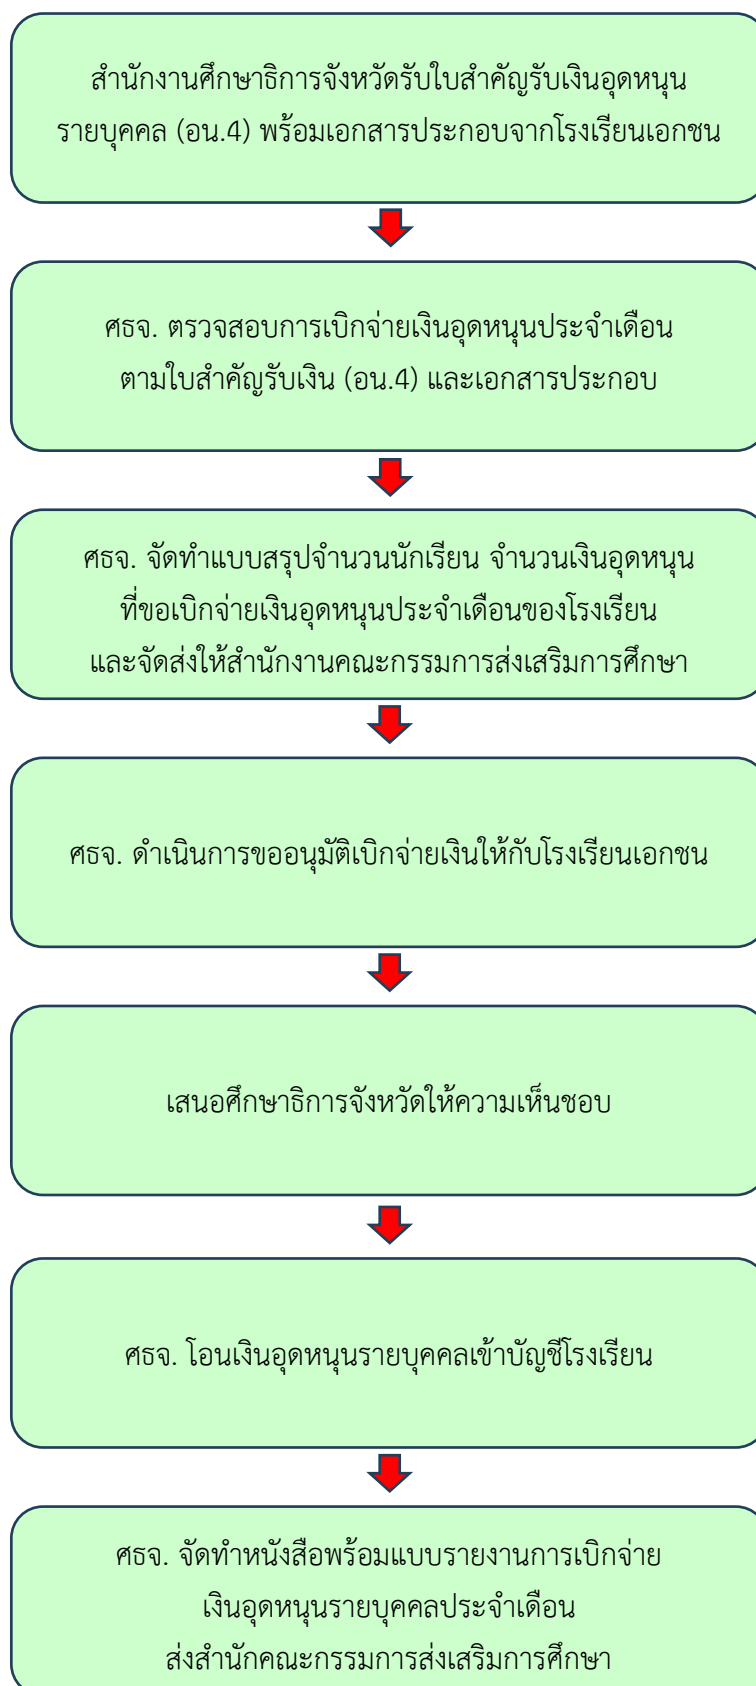 สำนักงานศึกษาธิการจังหวัดรับใบสำคัญรับเงินอุดหนุน
รายบุคคล (อน.4) พร้อมเอกสารประกอบจากโรงเรียนเอกชน
ศธจ. ตรวจสอบการเบิกจ่ายเงินอุดหนุนประจำเดือน
ตามใบสำคัญรับเงิน (อน.4) และเอกสารประกอบ
ศธจ. จัดทำแบบสรุปจำนวนนักเรียน จำนวนเงินอุดหนุน
ที่ขอเบิกจ่ายเงินอุดหนุนประจำเดือนของโรงเรียน
และจัดส่งให้สำนักงานคณะกรรมการส่งเสริมการศึกษา
ศธจ. ดำเนินการขออนุมัติเบิกจ่ายเงินให้กับโรงเรียนเอกชน
เสนอศึกษาธิการจังหวัดให้ความเห็นชอบ
ศธจ. โอนเงินอุดหนุนรายบุคคลเข้าบัญชีโรงเรียน
ศธจ. จัดทำหนังสือพร้อมแบบรายงานการเบิกจ่าย
เงินอุดหนุนรายบุคคลประจำเดือน
ส่งสำนักคณะกรรมการส่งเสริมการศึกษา